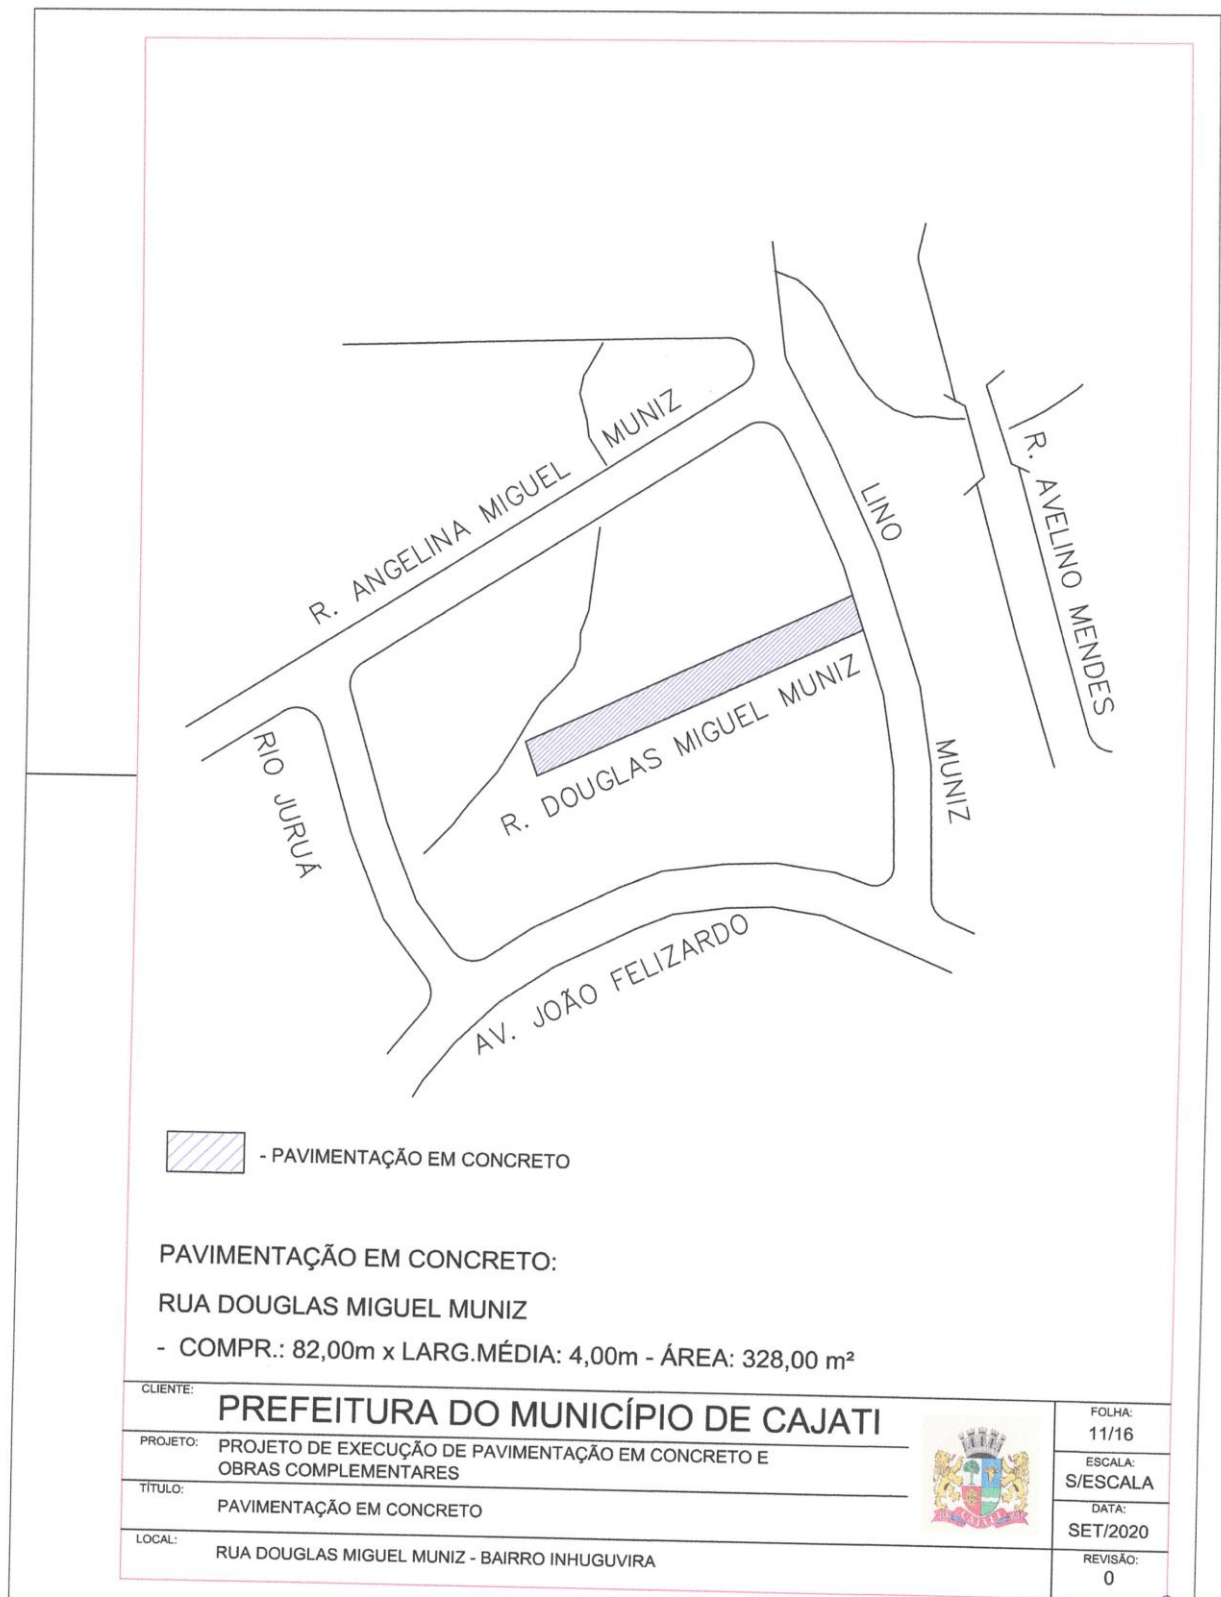 R. ANGELINA MIGUEL MUNIZ
LINO MUNIZ
R. AVELINO MENDES
R. DOUGLAS MIGUEL MUNIZ
RIO JURUÁ
AV. JOÃO FELIZARDO
- PAVIMENTAÇÃO EM CONCRETO
PAVIMENTAÇÃO EM CONCRETO:
RUA DOUGLAS MIGUEL MUNIZ
- COMPR.: 82,00m x LARG.MÉDIA: 4,00m - ÁREA: 328,00 m²
CLIENTE:
PREFEITURA DO MUNICÍPIO DE CAJATI
PROJETO:
PROJETO DE EXECUÇÃO DE PAVIMENTAÇÃO EM CONCRETO E
OBRAS COMPLEMENTARES
TÍTULO:
PAVIMENTAÇÃO EM CONCRETO
LOCAL:
RUA DOUGLAS MIGUEL MUNIZ - BAIRRO INHUGUVIRA
CAJATI
FOLHA:
11/16
ESCALA:
S/ESCALA
DATA:
SET/2020
REVISÃO:
0